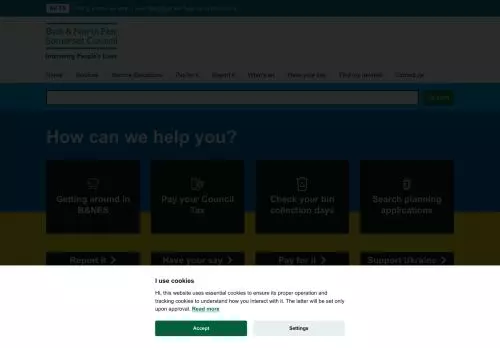 BETA
Bath & North East
Somerset Council
Improving People's Lives
Home Services Pay for it Report it What's on Have your say Find my nearest Contact us
Search
How can we help you?
Getting around in
B&NES
Pay your Council
Tax
Check your bin
collection days
Search planning
applications
Report it
Have your say
Pay for it
Support Ukraine
I use cookies
Hi, this website uses essential cookies to ensure its proper operation and
tracking cookies to understand how you interact with it. The latter will be set only
upon approval. Read more
Accept Settings